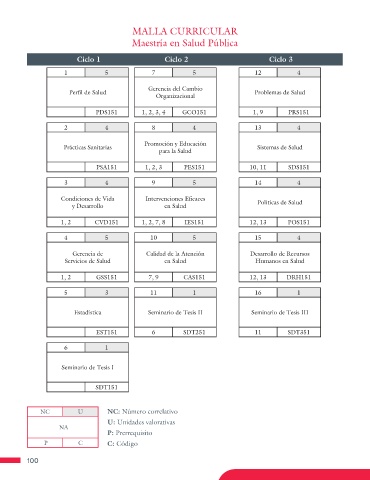 MALLA CURRICULAR
Maestría en Salud Pública
Ciclo 1 Ciclo 2 Ciclo 3
1 5 7 5 12 4
Perfil de Salud
Gerencia del Cambio
Organizacional
Problemas de Salud
PDS151 1, 2, 3, 4 GCO151 1, 9 PRS151
2 4 8 4 13 4
Prácticas Sanitarias
Promoción y Educación
para la Salud
Sistemas de Salud
PSA151 1, 2, 3 PES151 10, 11 SDS151
3 4 9 5 14 4
Condiciones de Vida
y Desarrollo
Intervenciones Eficaces
en Salud
Políticas de Salud
1, 2 CVD151 1, 2, 7, 8 IES151 12, 13 POS151
4 5 10 5 15 4
Gerencia de
Servicios de Salud
Calidad de la Atención
en Salud
Desarrollo de Recursos
Humanos en Salud
1, 2 GSS151 7, 9 CAS151 12, 13 DRH151
5 3 11 1 16 1
Estadística Seminario de Tesis II Seminario de Tesis III
EST151 6 SDT251 11 SDT351
6 1
Seminario de Tesis I
SDT151
NC U
NA
P C
NC: Número correlativo
U: Unidades valorativas
P: Prerrequisito
C: Código
100